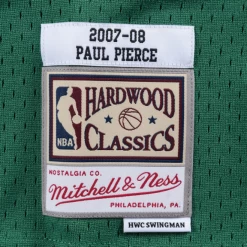 2007-08
PAUL PIERCE
NBA
HARDWOOD
CLASSICS
NOSTALGIA CO.
Mitchell & Ness
PHILADELPHIA, PA.
HWC SWINGMAN